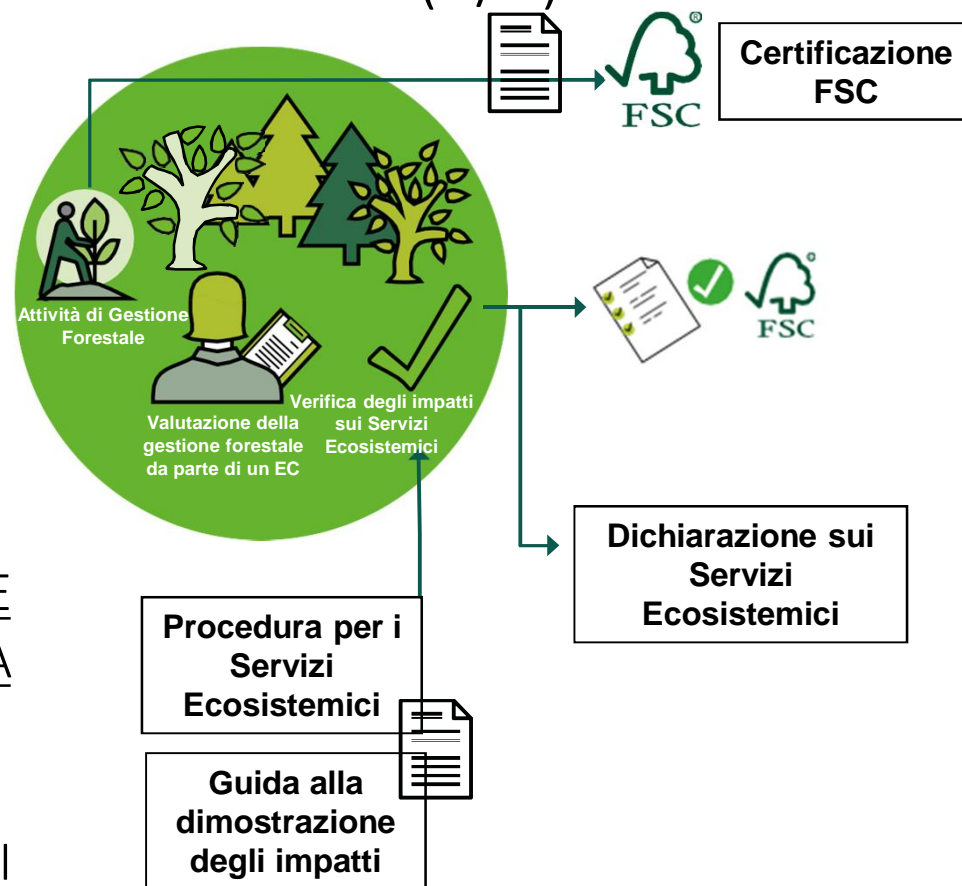 Certificazione
FSC
®
FSC
Attività di Gestione
Forestale
FSC
Verifica degli impatti
sui Servizi
Ecosistemici
Valutazione della
gestione forestale
da parte di un EC
Dichiarazione sui
Servizi
Ecosistemici
Procedura per i
Servizi
Ecosistemici
Guida alla
dimostrazione
degli impatti